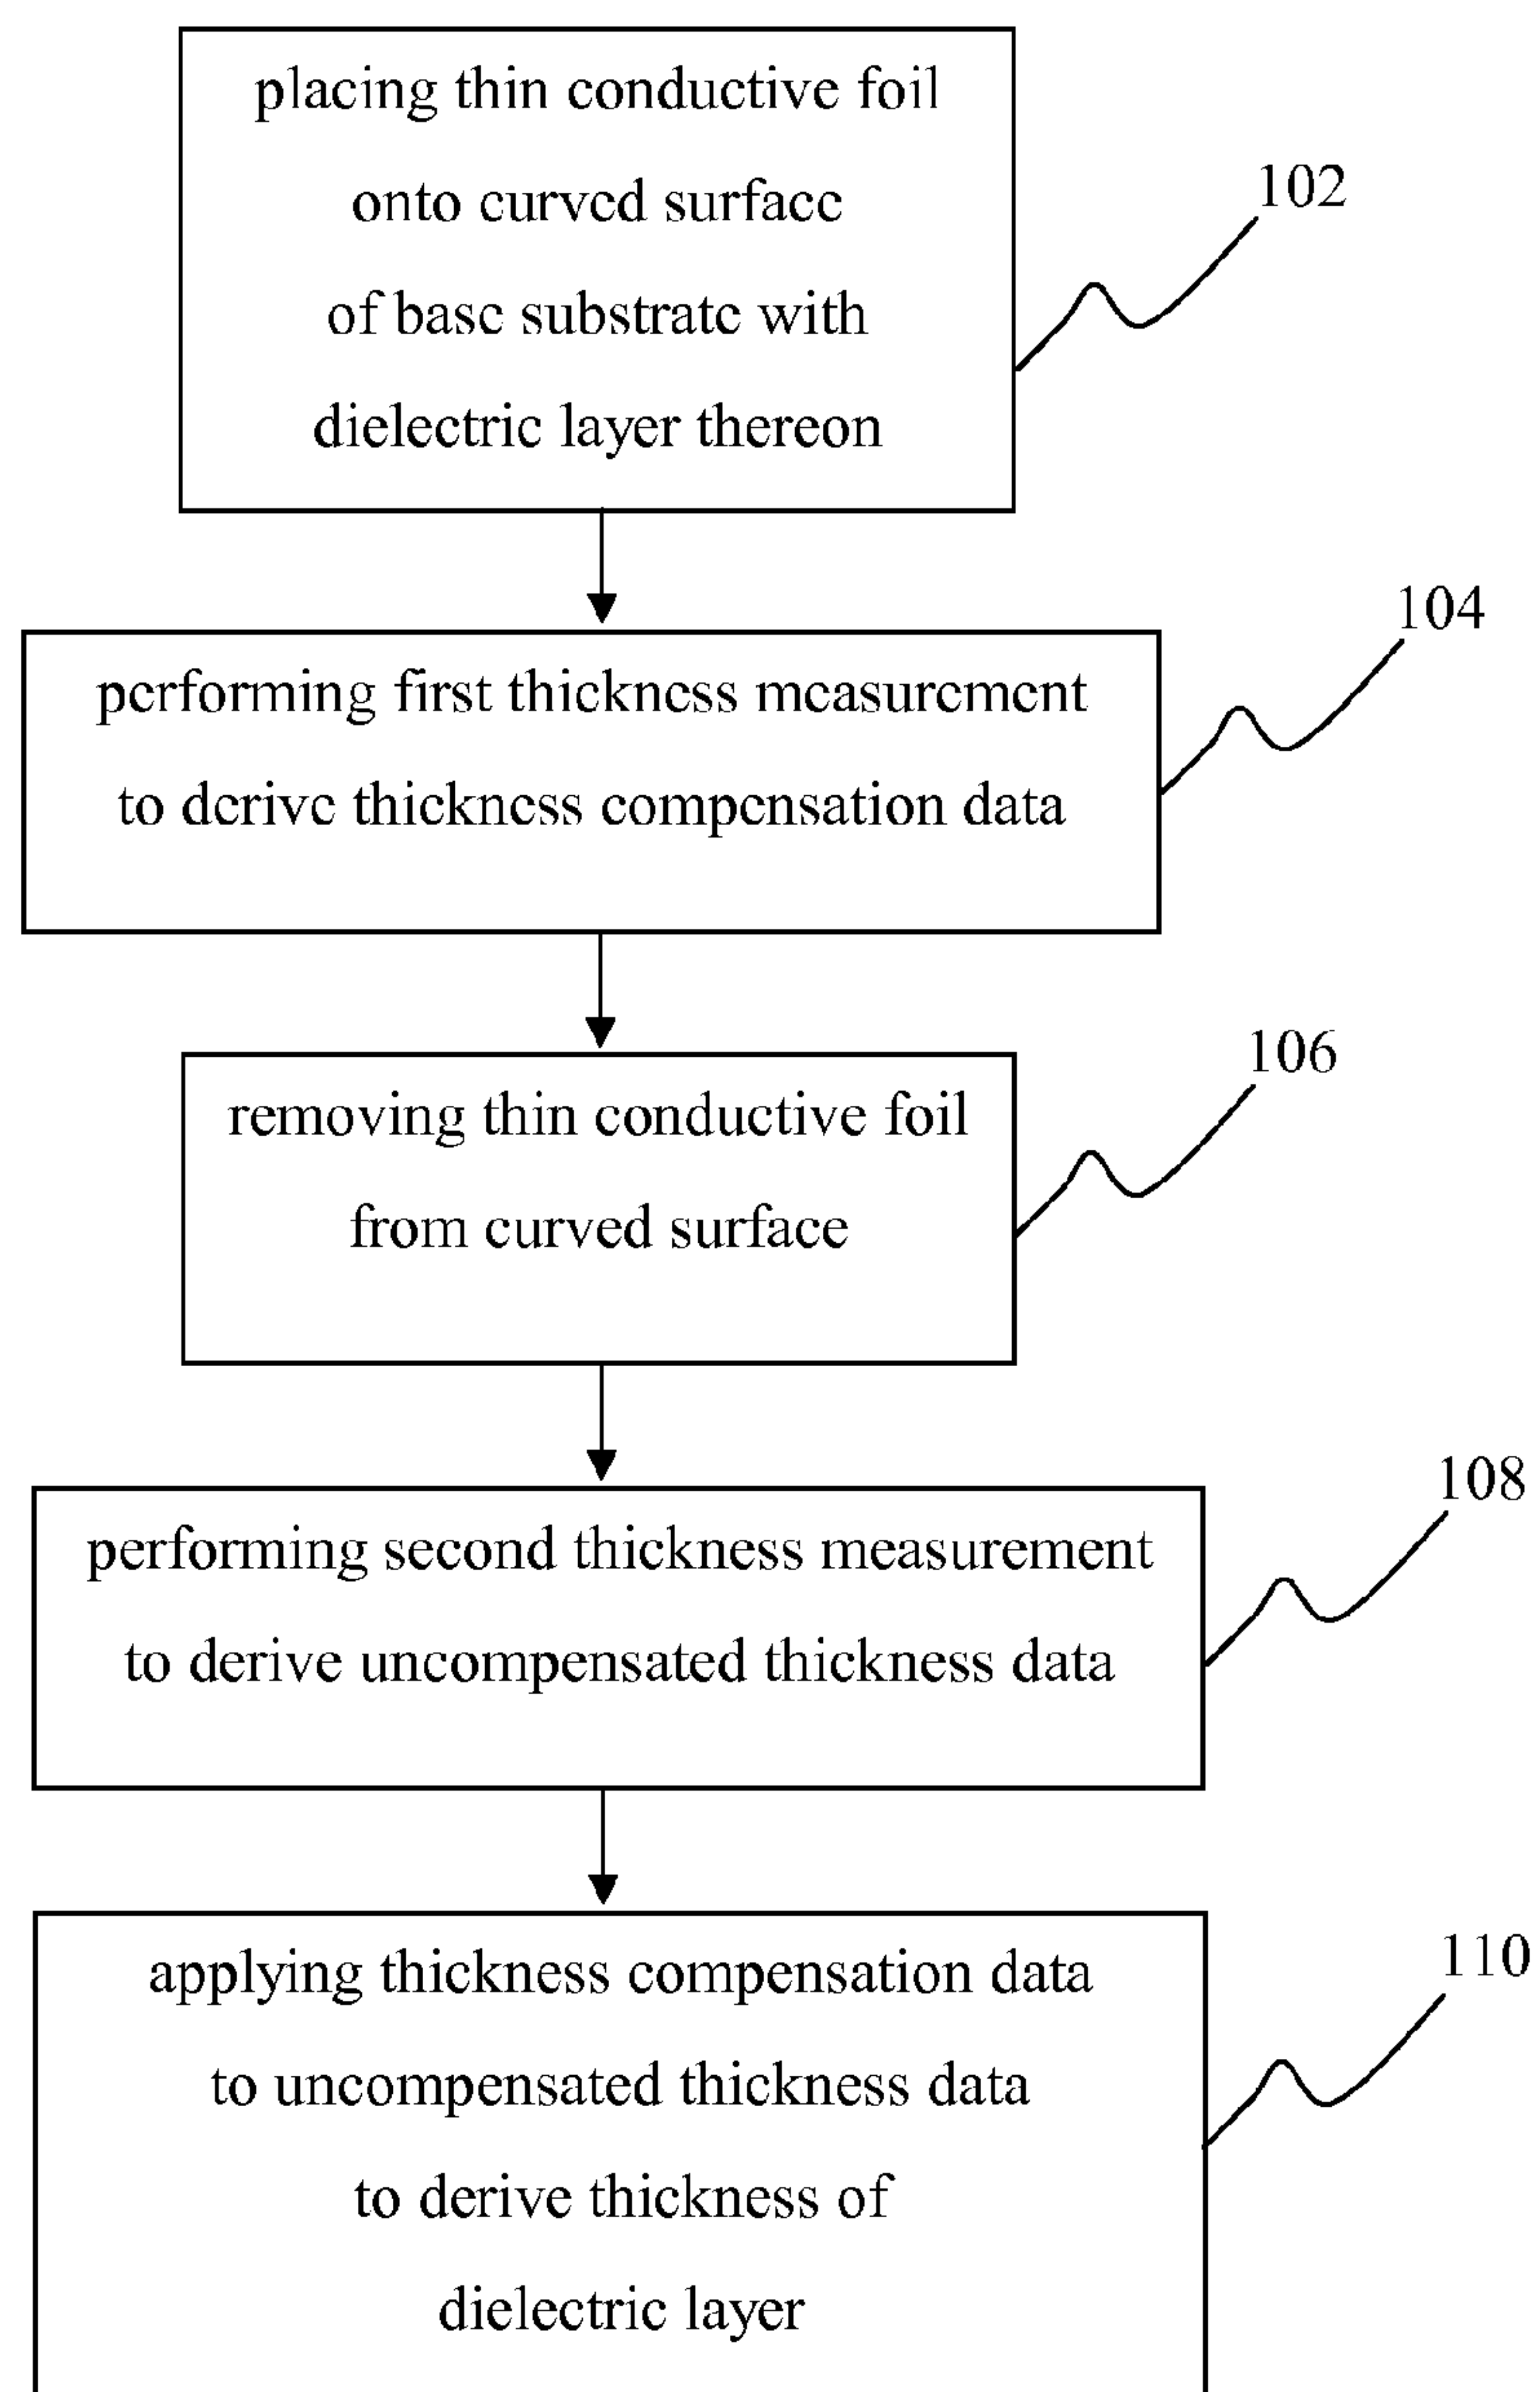 placing thin conductive foil
onto curved surface
of base substrate with
dielectric layer thereon
102
performing first thickness measurement
to derive thickness compensation data
104
removing thin conductive foil
from curved surface
106
performing second thickness measurement
to derive uncompensated thickness data
108
applying thickness compensation data
to uncompensated thickness data
to derive thickness of
dielectric layer
110